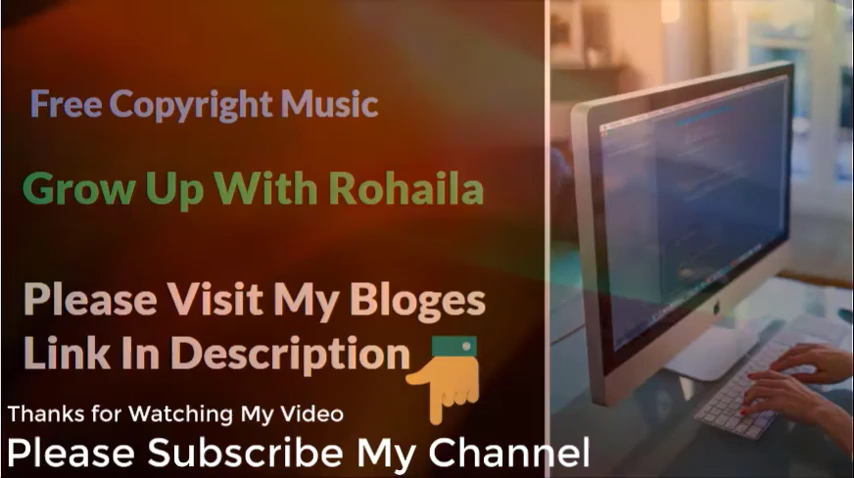 Free Copyright Music
Grow Up With Rohaila
Please Visit My Bloges
Link In Description
Thanks for Watching My Video
Please Subscribe My Channel